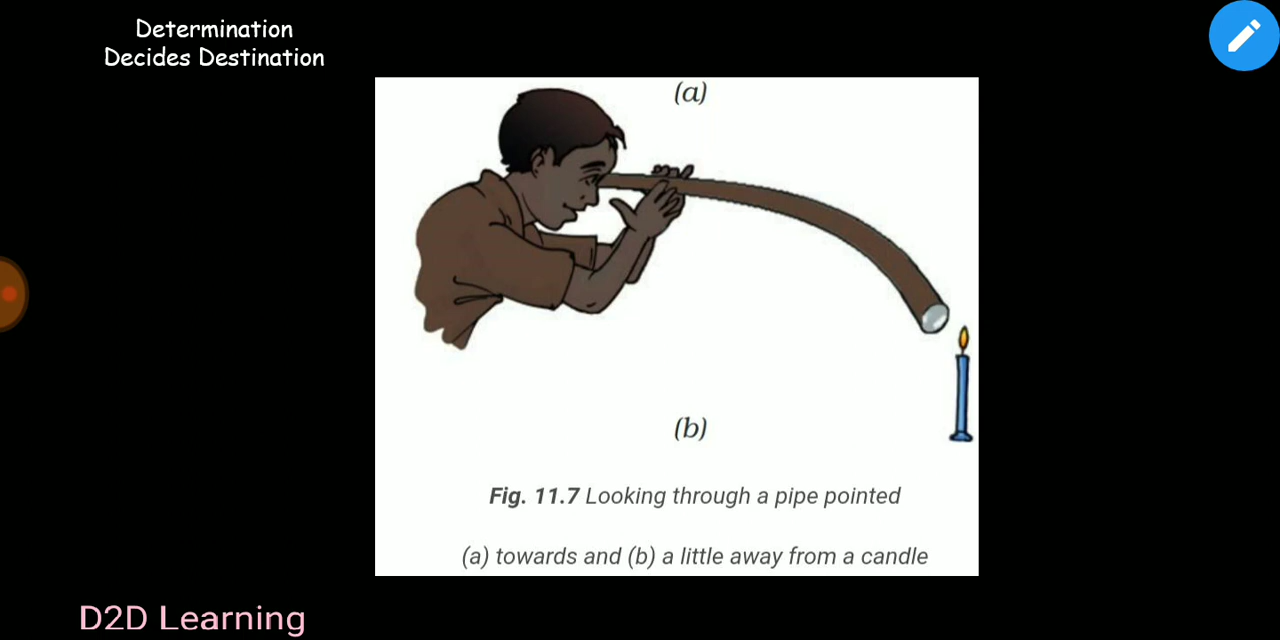 Determination
Decides Destination
(a)
(b)
Fig. 11.7 Looking through a pipe pointed
(a) towards and (b) a little away from a candle
D2D Learning